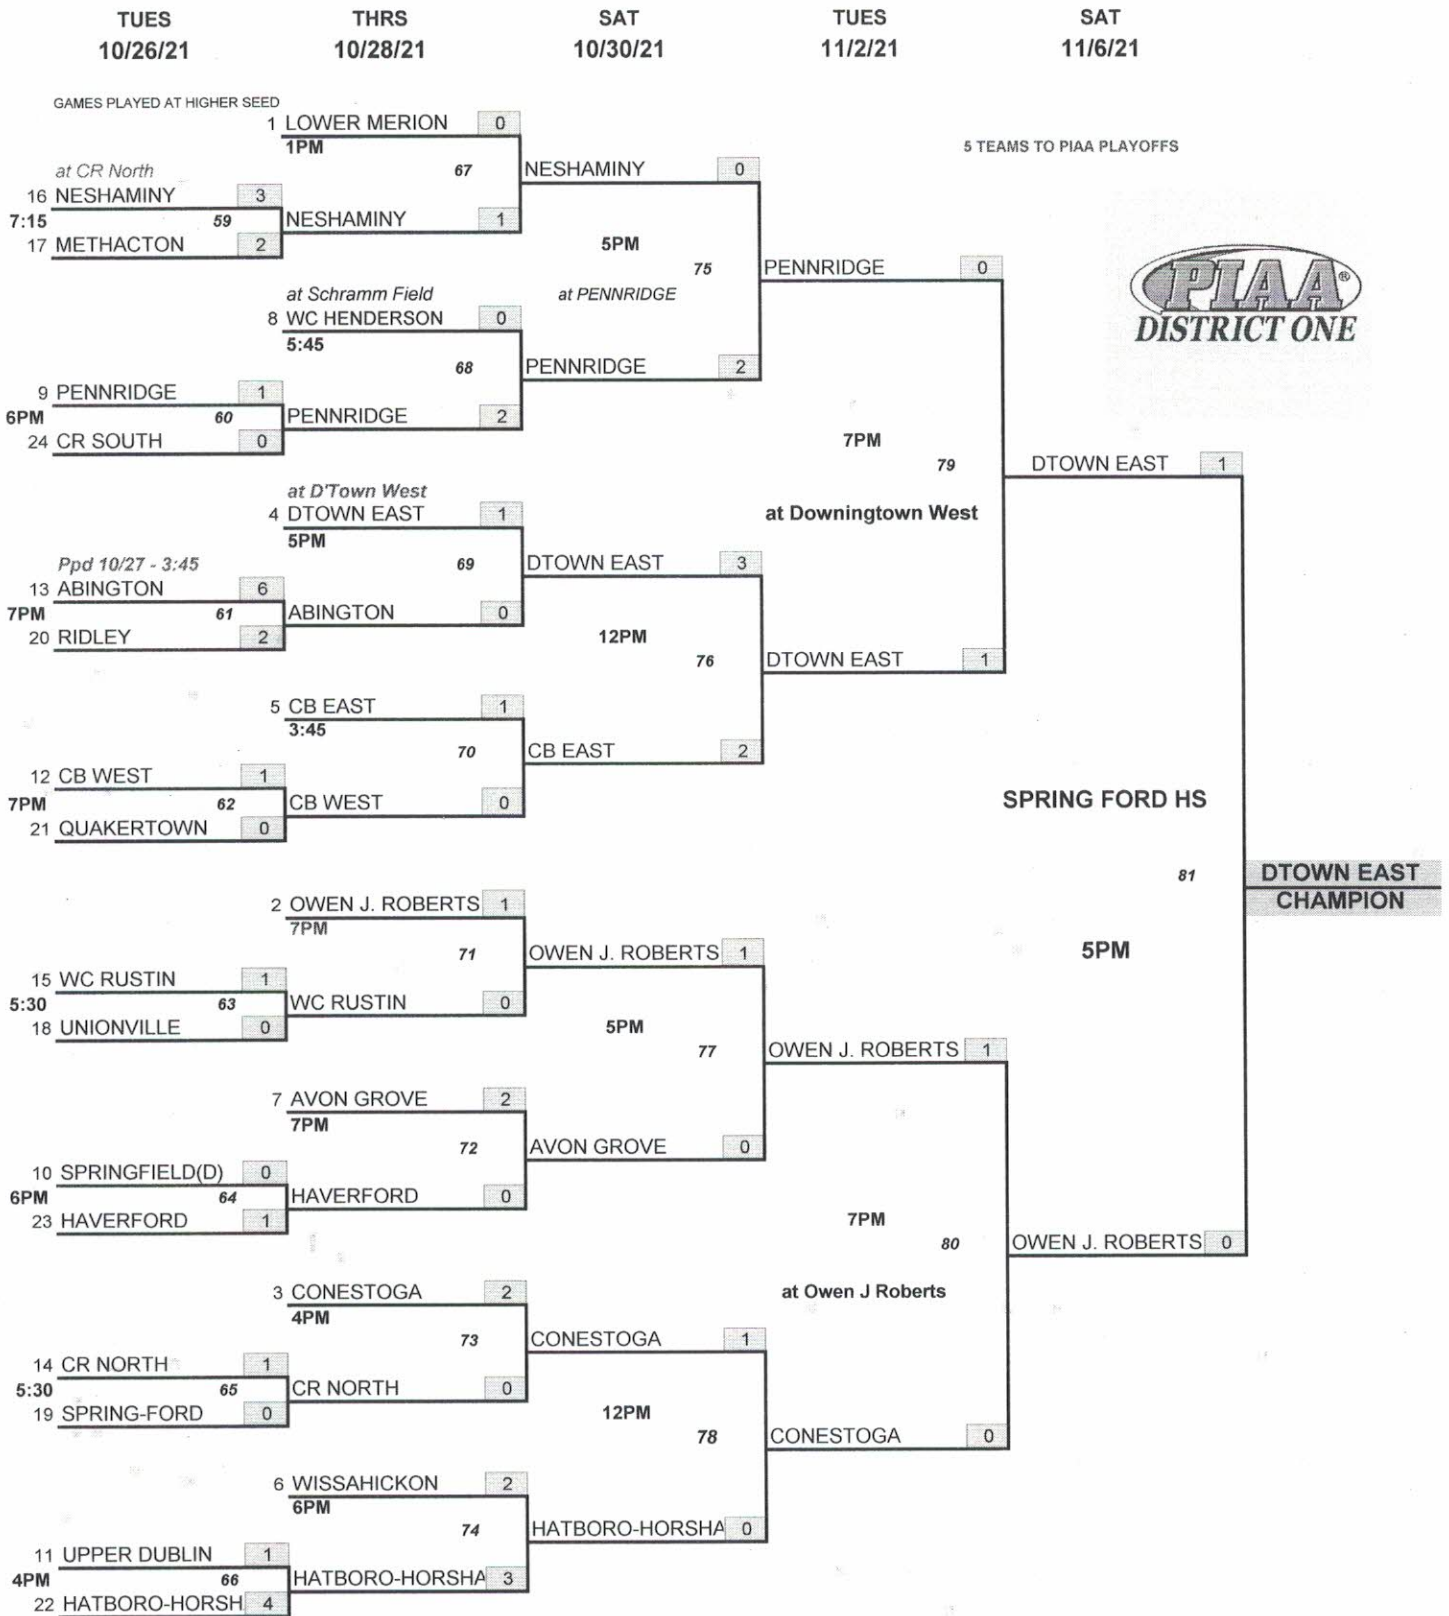 TUES THRS SAT TUES SAT
10/26/21 10/28/21 10/30/21 11/2/21 11/6/21
GAMES PLAYED AT HIGHER SEED
1 LOWER MERION 0
1PM
5 TEAMS TO PIAA PLAYOFFS
at CR North
67 NESHAMINY 0
16 NESHAMINY 3
7:15 59 NESHAMINY 1
17 METHACTON 2
5PM
75 PENNRIDGE 0
PIAA®
DISTRICT ONE
at Schramm Field
at PENNRIDGE
8 WC HENDERSON 0
5:45
68 PENNRIDGE 2
9 PENNRIDGE 1
6PM 60 PENNRIDGE 2
24 CR SOUTH 0
7PM
79 DTOWN EAST 1
at D'Town West
4 DTOWN EAST 1
at Downingtown West
5PM
Ppd 10/27 - 3:45
69 DTOWN EAST 3
13 ABINGTON 6
7PM 61 ABINGTON 0
20 RIDLEY 2
12PM
76 DTOWN EAST 1
5 CB EAST 1
3:45
70 CB EAST 2
12 CB WEST 1
7PM 62 CB WEST 0
21 QUAKERTOWN 0
SPRING FORD HS
81 DTOWN EAST
CHAMPION
2 OWEN J. ROBERTS 1
7PM
71 OWEN J. ROBERTS 1
5PM
15 WC RUSTIN 1
5:30 63 WC RUSTIN 0
18 UNIONVILLE 0
5PM
77 OWEN J. ROBERTS 1
7 AVON GROVE 2
7PM
72 AVON GROVE 0
10 SPRINGFIELD(D) 0
6PM 64 HAVERFORD 0
23 HAVERFORD 1
7PM
80 OWEN J. ROBERTS 0
3 CONESTOGA 2
at Owen J Roberts
4PM
73 CONESTOGA 1
14 CR NORTH 1
5:30 65 CR NORTH 0
19 SPRING-FORD 0
12PM
78 CONESTOGA 0
6 WISSAHICKON 2
6PM
74 HATBORO-HORSHA 0
11 UPPER DUBLIN 1
4PM 66 HATBORO-HORSHA 3
22 HATBORO-HORSH 4